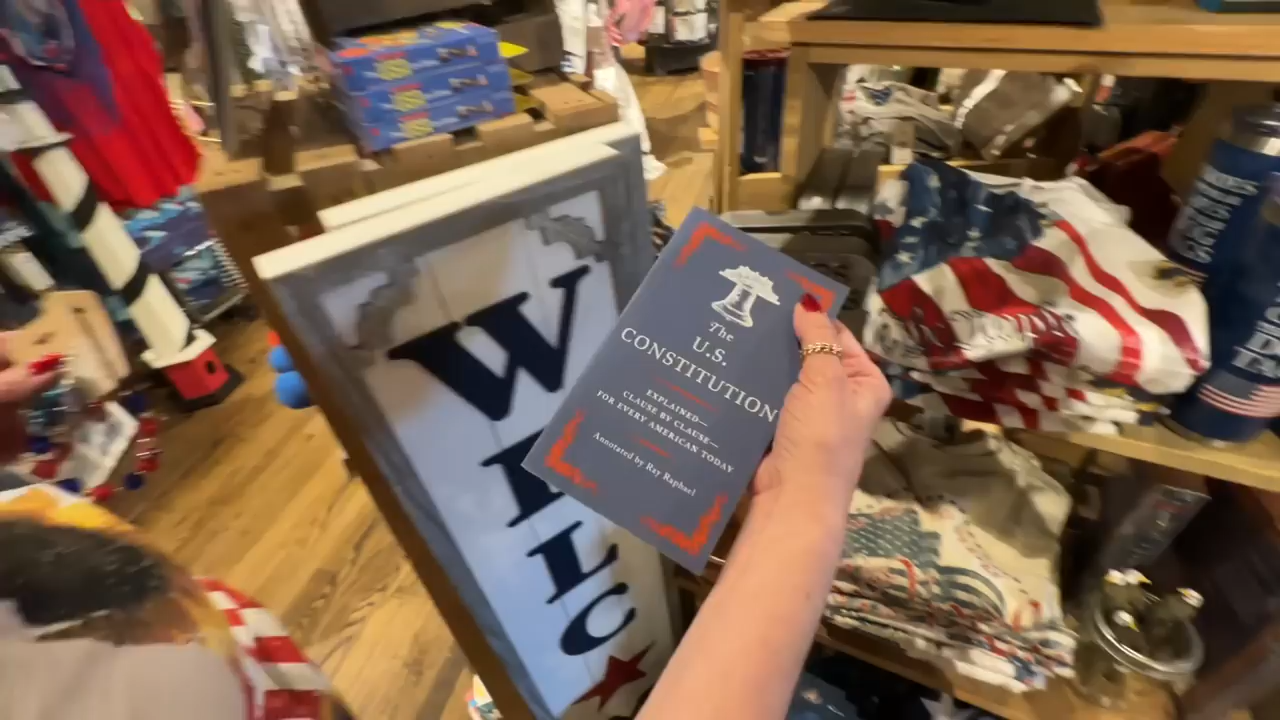 The
U.S.
CONSTITUTION
EXPLAINED—
CLAUSE BY CLAUSE—
FOR EVERY AMERICAN TODAY
Annotated by Ray Raphael
W
E
L
C